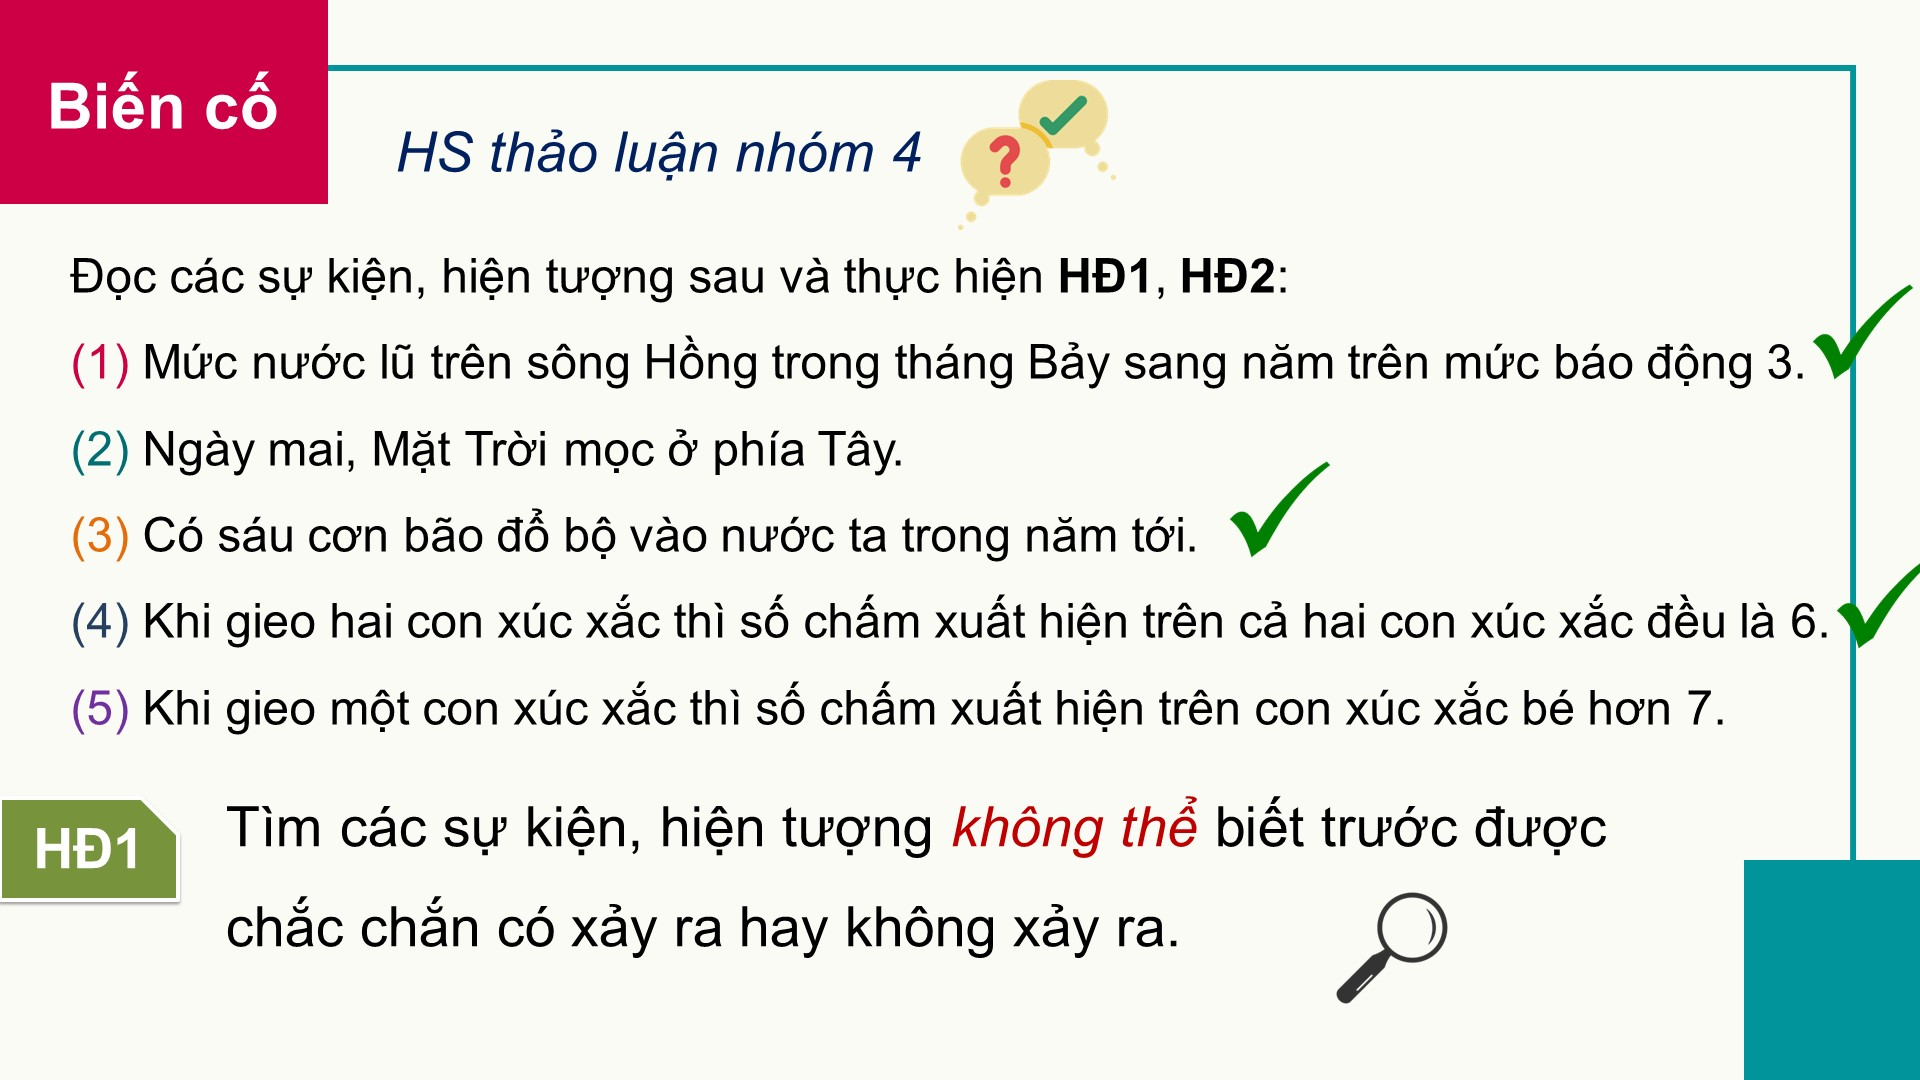 Biến cố
HS thảo luận nhóm 4
Đọc các sự kiện, hiện tượng sau và thực hiện HĐ1, HĐ2:
(1) Mức nước lũ trên sông Hồng trong tháng Bảy sang năm trên mức báo động 3.
(2) Ngày mai, Mặt Trời mọc ở phía Tây.
(3) Có sáu cơn bão đổ bộ vào nước ta trong năm tới.
(4) Khi gieo hai con xúc xắc thì số chấm xuất hiện trên cả hai con xúc xắc đều là 6.
(5) Khi gieo một con xúc xắc thì số chấm xuất hiện trên con xúc xắc bé hơn 7.
HĐ1
Tìm các sự kiện, hiện tượng không thể biết trước được
chắc chắn có xảy ra hay không xảy ra.